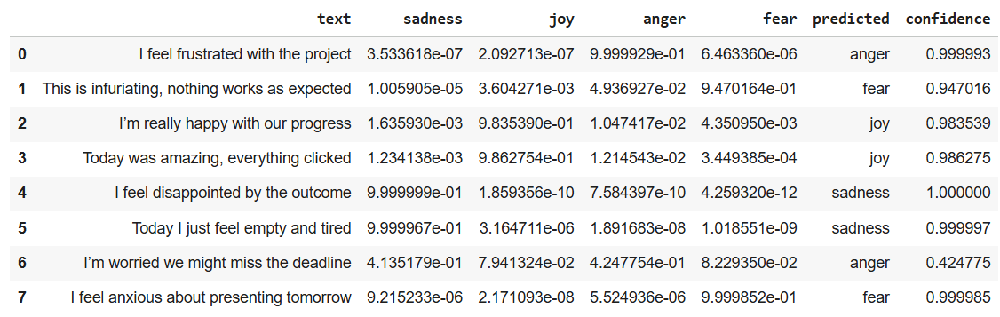 text sadness joy anger fear predicted confidence
0 I feel frustrated with the project 3.533618e-07 2.092713e-07 9.999929e-01 6.463360e-06 anger 0.999993
1 This is infuriating, nothing works as expected 1.005905e-05 3.604271e-03 4.936927e-02 9.470164e-01 fear 0.947016
2 I’m really happy with our progress 1.635930e-03 9.835390e-01 1.047417e-02 4.350950e-03 joy 0.983539
3 Today was amazing, everything clicked 1.234138e-03 9.862754e-01 1.214543e-02 3.449385e-04 joy 0.986275
4 I feel disappointed by the outcome 9.999999e-01 1.859356e-10 7.584397e-10 4.259320e-12 sadness 1.000000
5 Today I just feel empty and tired 9.999967e-01 3.164711e-06 1.891683e-08 1.018551e-09 sadness 0.999997
6 I’m worried we might miss the deadline 4.135179e-01 7.941324e-02 4.247754e-01 8.229350e-02 anger 0.424775
7 I feel anxious about presenting tomorrow 9.215233e-06 2.171093e-08 5.524936e-06 9.999852e-01 fear 0.999985